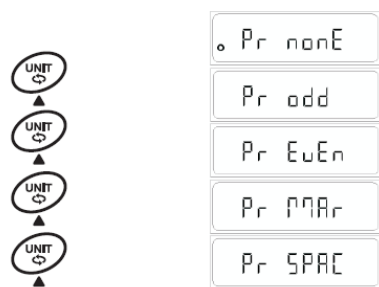 Pr nonE
UNIT
Pr odd
UNIT
Pr EvEn
UNIT
Pr MAr
UNIT
Pr SPAC